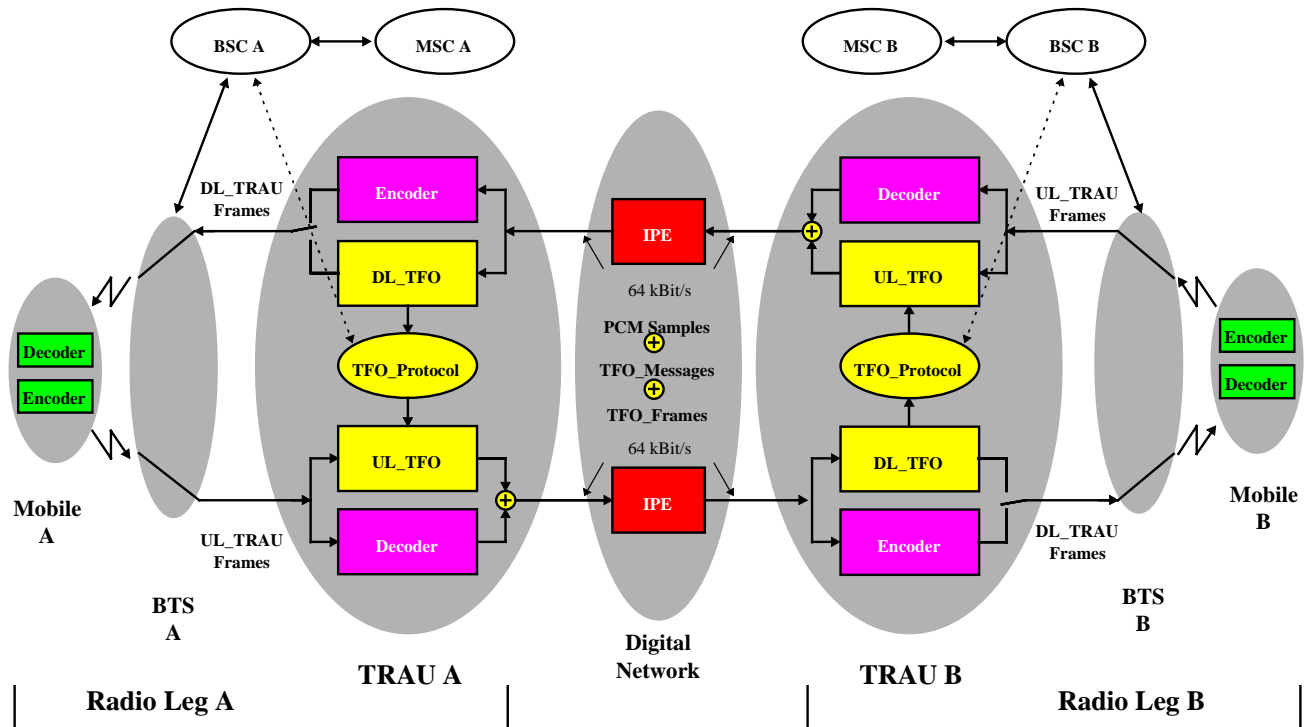 BSC A
MSC A
MSC B
BSC B
DL_TRAU
Frames
Encoder
IPE
Decoder
UL_TRAU
Frames
DL_TFO
64 kBit/s
UL_TFO
PCM Samples
+
+
TFO_Protocol
TFO_Messages
+
TFO_Protocol
TFO_Frames
Decoder
Encoder
Encoder
Decoder
UL_TFO
64 kBit/s
DL_TFO
+
IPE
Mobile
A
UL_TRAU
Frames
Decoder
Encoder
DL_TRAU
Frames
Mobile
B
BTS
A
Digital
Network
BTS
B
TRAU A
TRAU B
Radio Leg A
Radio Leg B